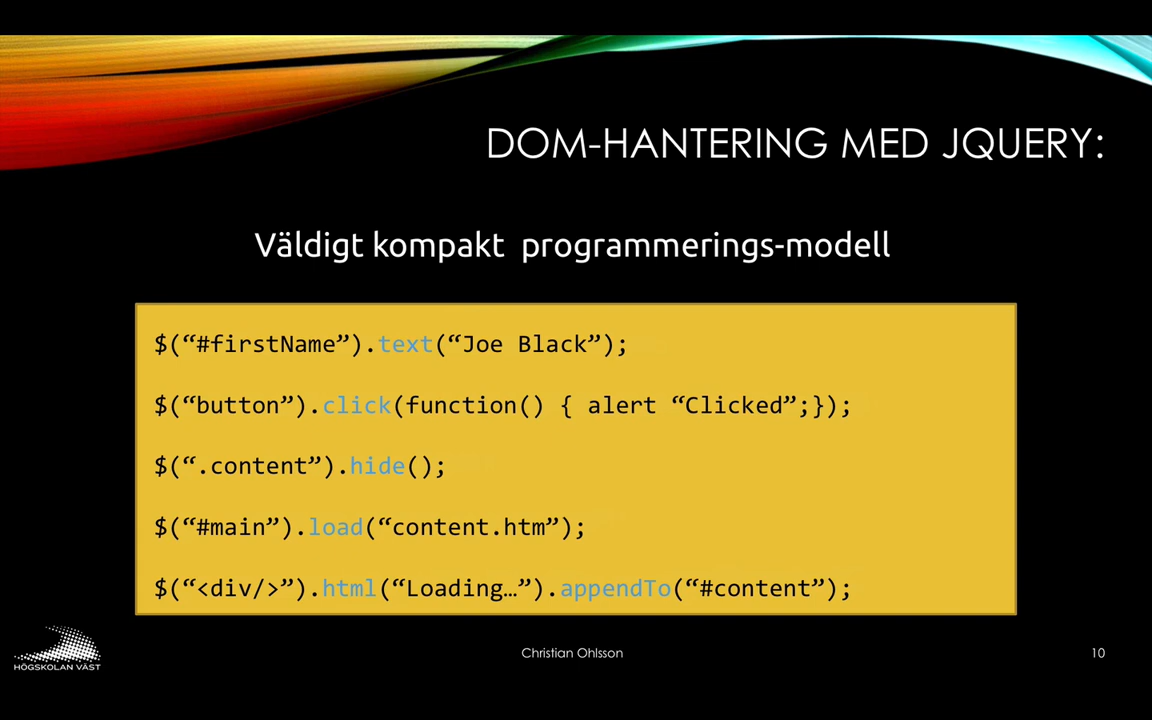 DOM-HANTERING MED JQUERY:
Väldigt kompakt programmerings-modell
$(“#firstName”).text(“Joe Black”);
$(“button”).click(function() { alert “Clicked”;});
$(“.content”).hide();
$(“#main”).load(“content.htm”);
$(“<div/>”).html(“Loading…”).appendTo(“#content”);
HÖGSKOLAN VÄST
Christian Ohlsson
10